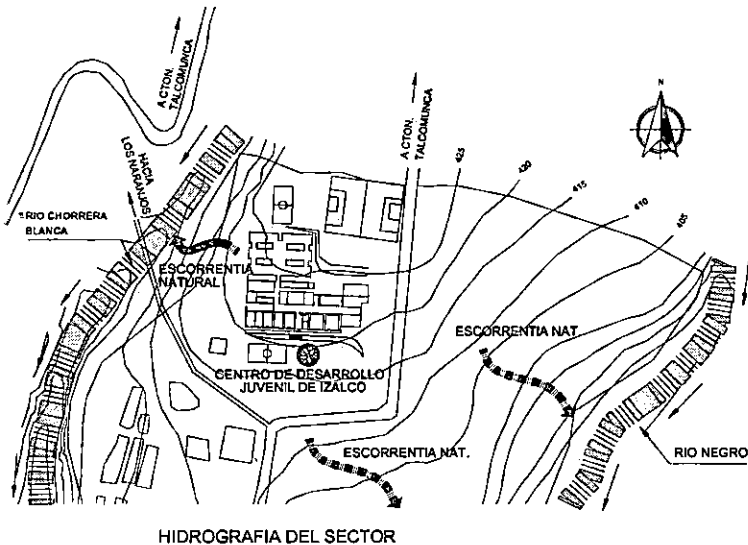 A CTON.
TALCOMUNCA
HACIA
LOS NARANJOS
RIO CHORRERA
BLANCA
ESCORRENTIA
NATURAL
A CTON.
TALCOMUNCA
425
420
415
410
405
N
ESCORRENTIA NAT.
CENTRO DE DESARROLLO
JUVENIL DE IZALCO
ESCORRENTIA NAT.
RIO NEGRO
HIDROGRAFIA DEL SECTOR